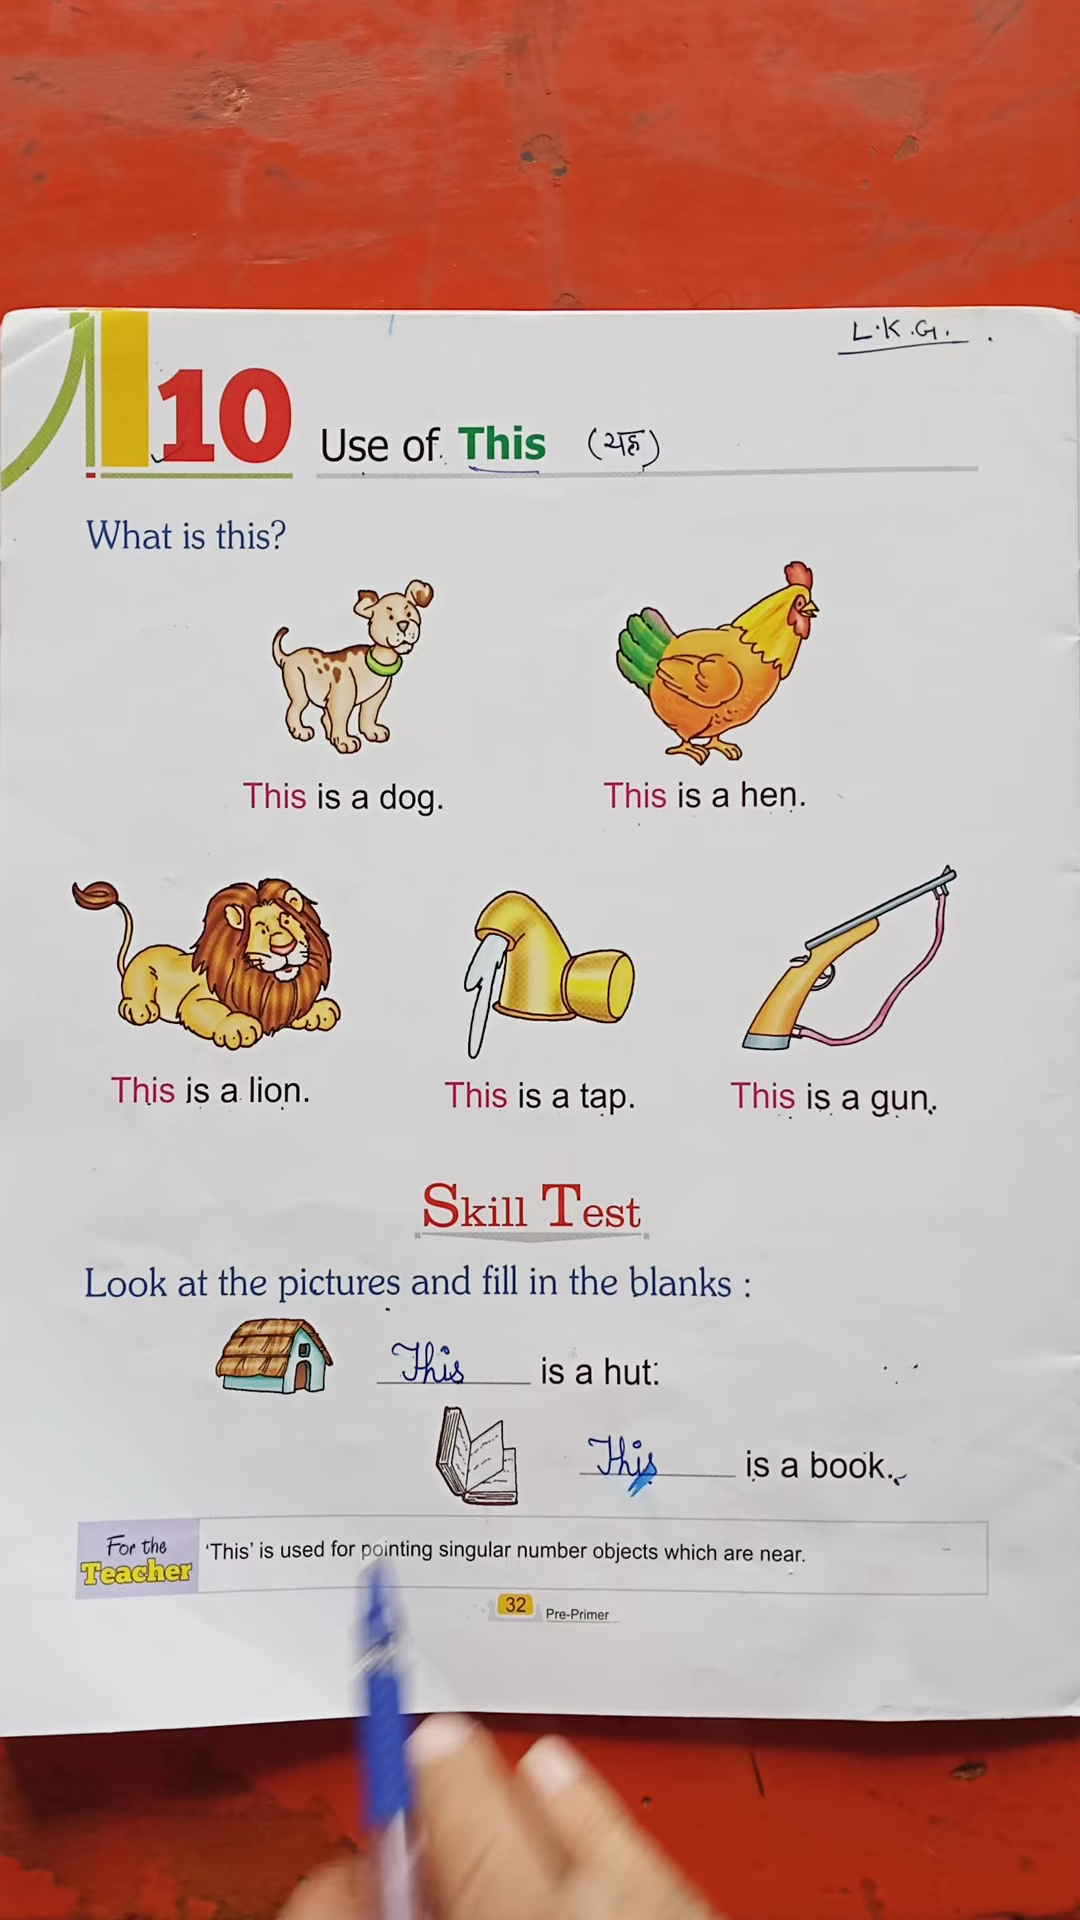 L.K.G.
10
Use of This (यह)
What is this?
This is a dog.
This is a hen.
This is a lion.
This is a tap.
This is a gun.
Skill Test
Look at the pictures and fill in the blanks :
This is a hut.
This is a book.
For the
Teacher
'This' is used for pointing singular number objects which are near.
32 Pre-Primer